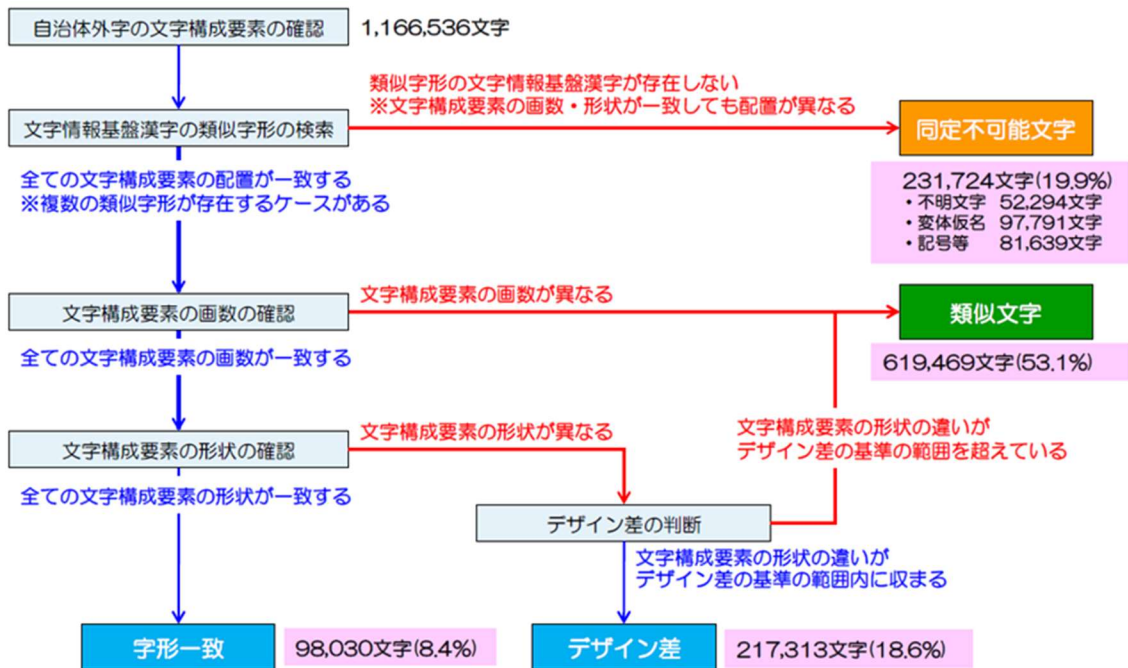 自治体外字の文字構成要素の確認
1,166,536文字
類似字形の文字情報基盤漢字が存在しない
※文字構成要素の画数・形状が一致しても配置が異なる
文字情報基盤漢字の類似字形の検索
同定不可能文字
全ての文字構成要素の配置が一致する
※複数の類似字形が存在するケースがある
231,724文字(19.9%)
・不明文字 52,294文字
・変体仮名 97,791文字
・記号等 81,639文字
文字構成要素の画数の確認
文字構成要素の画数が異なる
類似文字
全ての文字構成要素の画数が一致する
619,469文字(53.1%)
文字構成要素の形状の確認
文字構成要素の形状が異なる
文字構成要素の形状の違いが
デザイン差の基準の範囲を超えている
全ての文字構成要素の形状が一致する
デザイン差の判断
文字構成要素の形状の違いが
デザイン差の基準の範囲内に収まる
字形一致
98,030文字(8.4%)
デザイン差
217,313文字(18.6%)